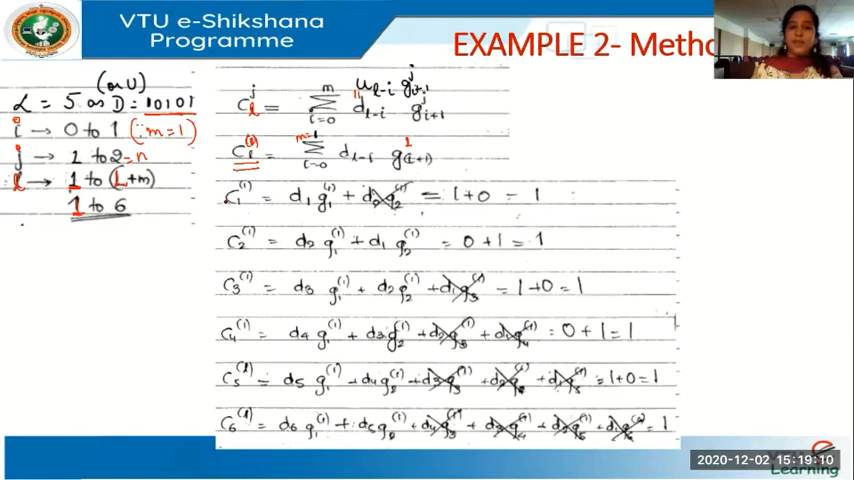 VTU e-Shikshana
Programme
EXAMPLE 2- Metho
(or U)
L = 5 as D = 10101
i → 0 to 1 (∵ m=1)
j → 1 to 2 = n
l → 1 to (L+m)
1 to 6
u_{l-i} g_{i+1}^{j}
C_l^{j} = Σ_{i=0}^{m} d_{l-i} g_{i+1}^{j}
C_l^{(1)} = Σ_{i=0}^{m=1} d_{l-i} g_{(i+1)}^{1}
C_1^{(1)} = d_1 g_1^{(1)} + d_0 g_2^{(1)} = 1+0 = 1
C_2^{(1)} = d_2 g_1^{(1)} + d_1 g_2^{(1)} = 0+1 = 1
C_3^{(1)} = d_3 g_1^{(1)} + d_2 g_2^{(1)} + d_1 g_3^{(1)} = 1+0 = 1
C_4^{(1)} = d_4 g_1^{(1)} + d_3 g_2^{(1)} + d_2 g_3^{(1)} + d_1 g_4^{(1)} = 0+1 = 1
C_5^{(1)} = d_5 g_1^{(1)} + d_4 g_2^{(1)} + d_3 g_3^{(1)} + d_2 g_4^{(1)} + d_1 g_5^{(1)} = 1+0 = 1
C_6^{(1)} = d_6 g_1^{(1)} + d_5 g_2^{(1)} + d_4 g_3^{(1)} + d_3 g_4^{(1)} + d_2 g_5^{(1)} + d_1 g_6^{(1)} = 1
2020-12-02 15:19:10
Learning